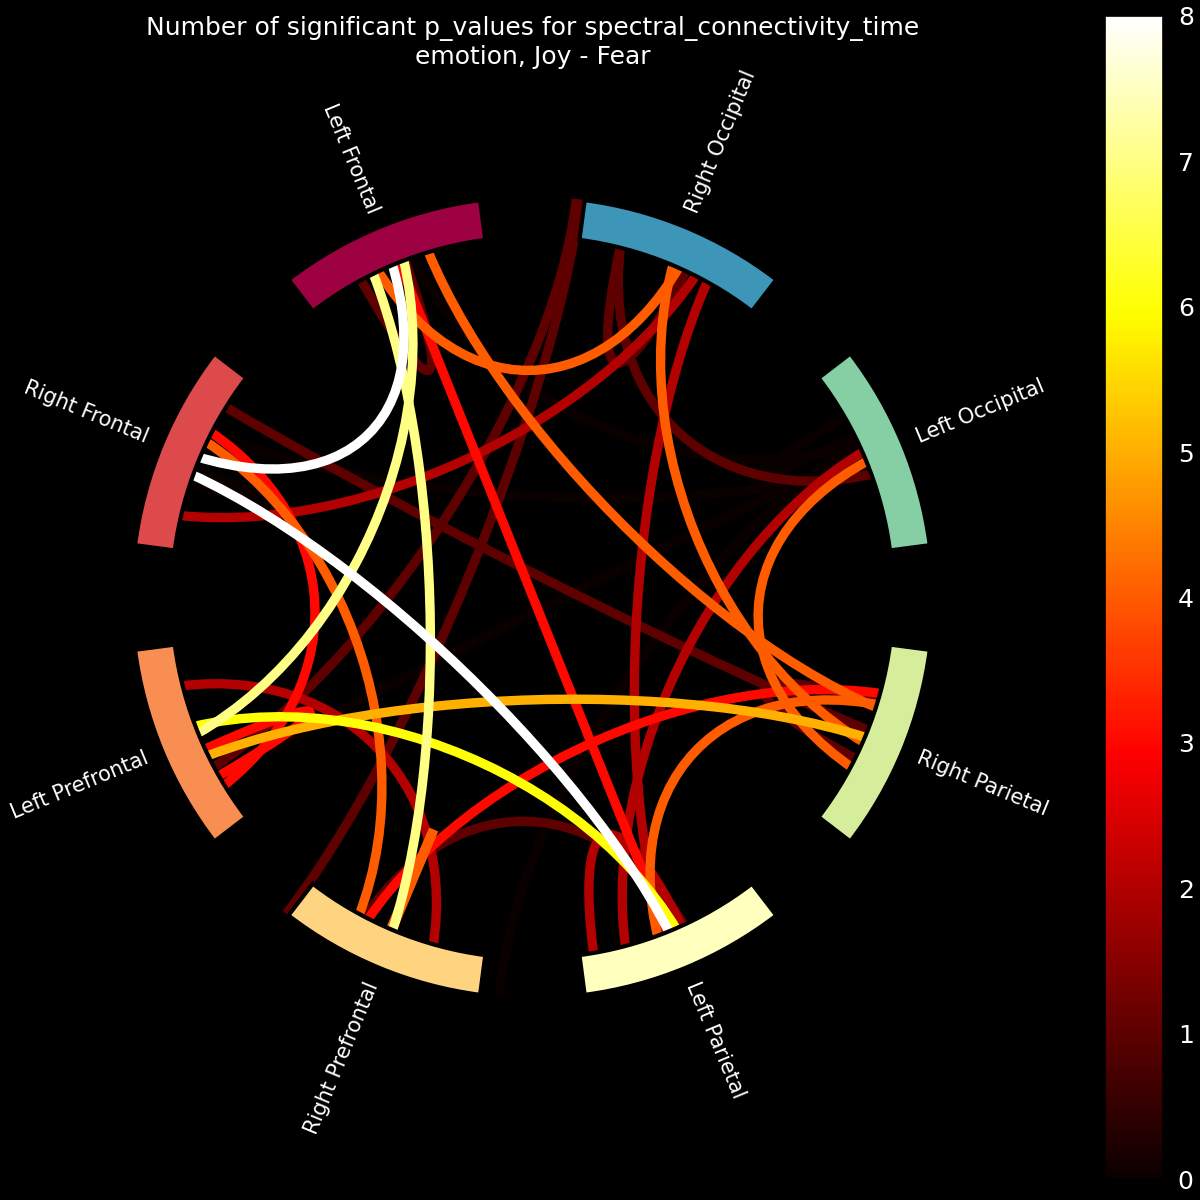 Number of significant p_values for spectral_connectivity_time
emotion, Joy - Fear
Left Frontal
Right Occipital
Right Frontal
Left Occipital
Left Prefrontal
Right Parietal
Right Prefrontal
Left Parietal
8
7
6
5
4
3
2
1
0